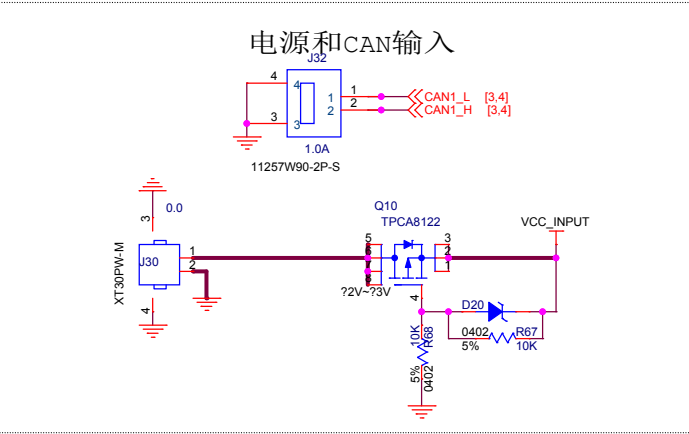 电源和CAN输入
J32
4
4
1
1
CAN1_L [3,4]
2
2
CAN1_H [3,4]
3
3
1.0A
11257W90-2P-S
3
0.0
Q10
TPCA8122
VCC_INPUT
J30
1
2
XT30PW-M
4
5
3
2
1
?2V~?3V
4
D20
10K
R68
5%
0402
0402
R67
5%
10K